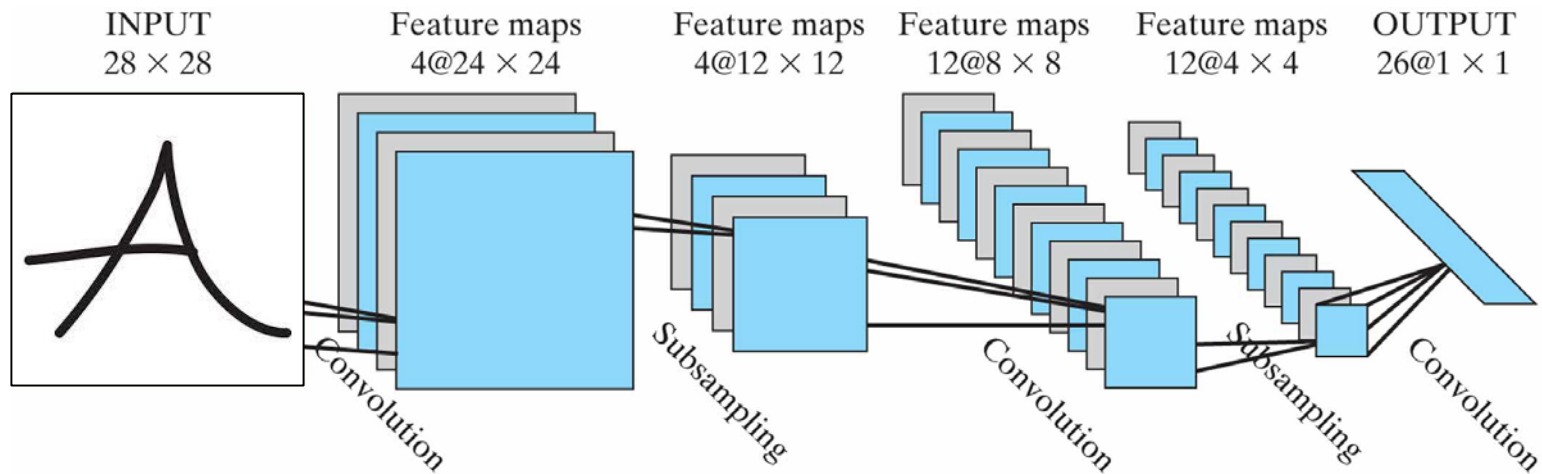 INPUT
28 × 28
Feature maps
4@24 × 24
Feature maps
4@12 × 12
Feature maps
12@8 × 8
Feature maps
12@4 × 4
OUTPUT
26@1 × 1
Convolution
Subsampling
Convolution
Subsampling
Convolution